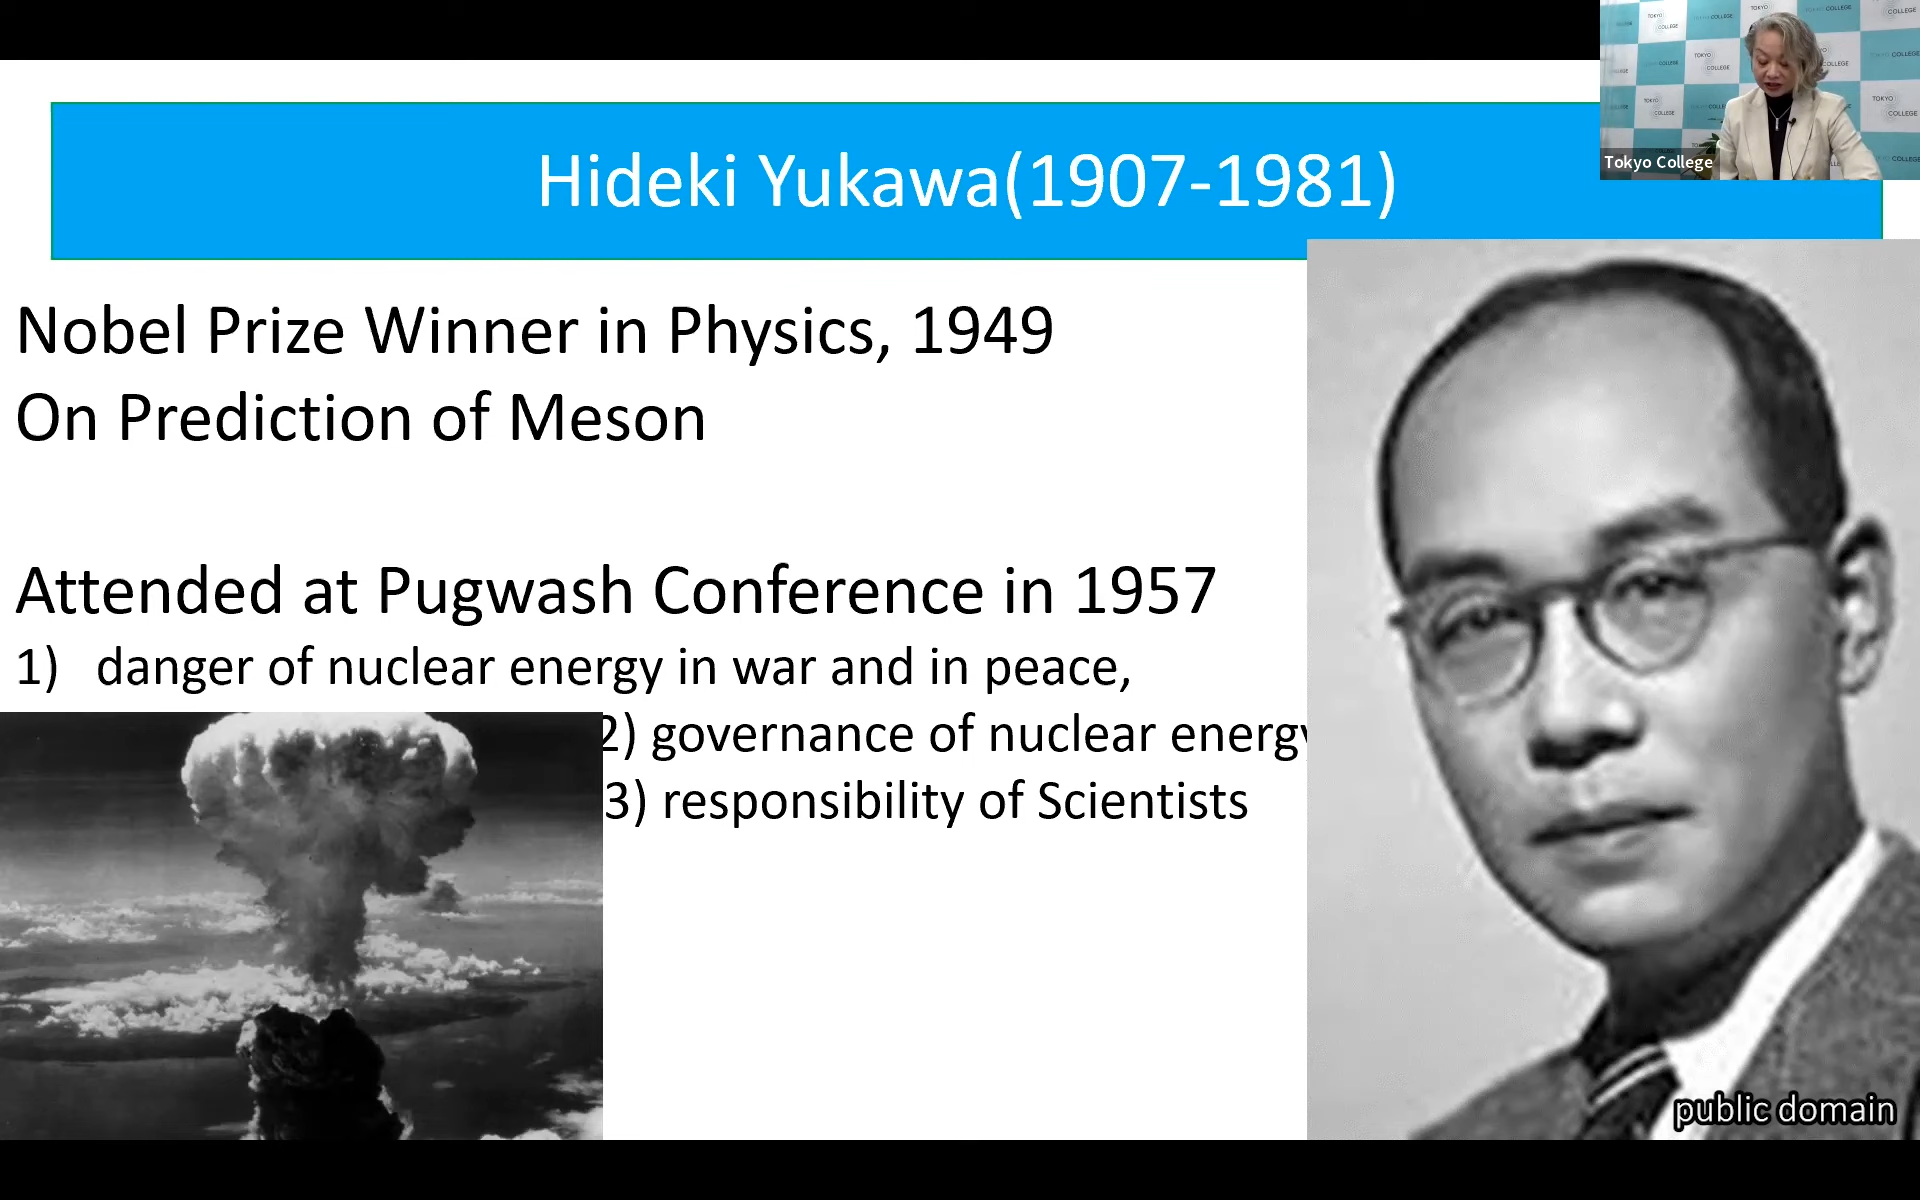 Hideki Yukawa(1907-1981)
Tokyo College
Nobel Prize Winner in Physics, 1949
On Prediction of Meson
Attended at Pugwash Conference in 1957
1) danger of nuclear energy in war and in peace,
2) governance of nuclear energy
3) responsibility of Scientists
public domain
TOKYO
COLLEGE